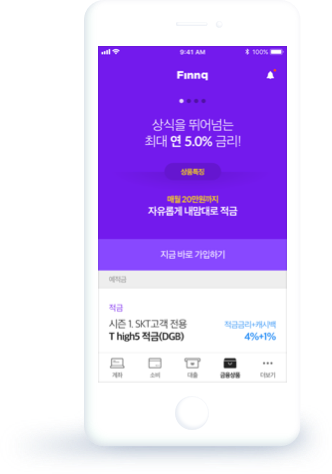 9:41 AM
100%
Finnq
상식을 뛰어넘는
최대 연 5.0% 금리!
상품특징
매월 20만원까지
자유롭게 내맘대로 적금
지금 바로 가입하기
예적금
적금
시즌 1. SKT고객 전용
적금금리+캐시백
T high5 적금(DGB)
4%+1%
계좌
소비
대출
금융상품
더보기